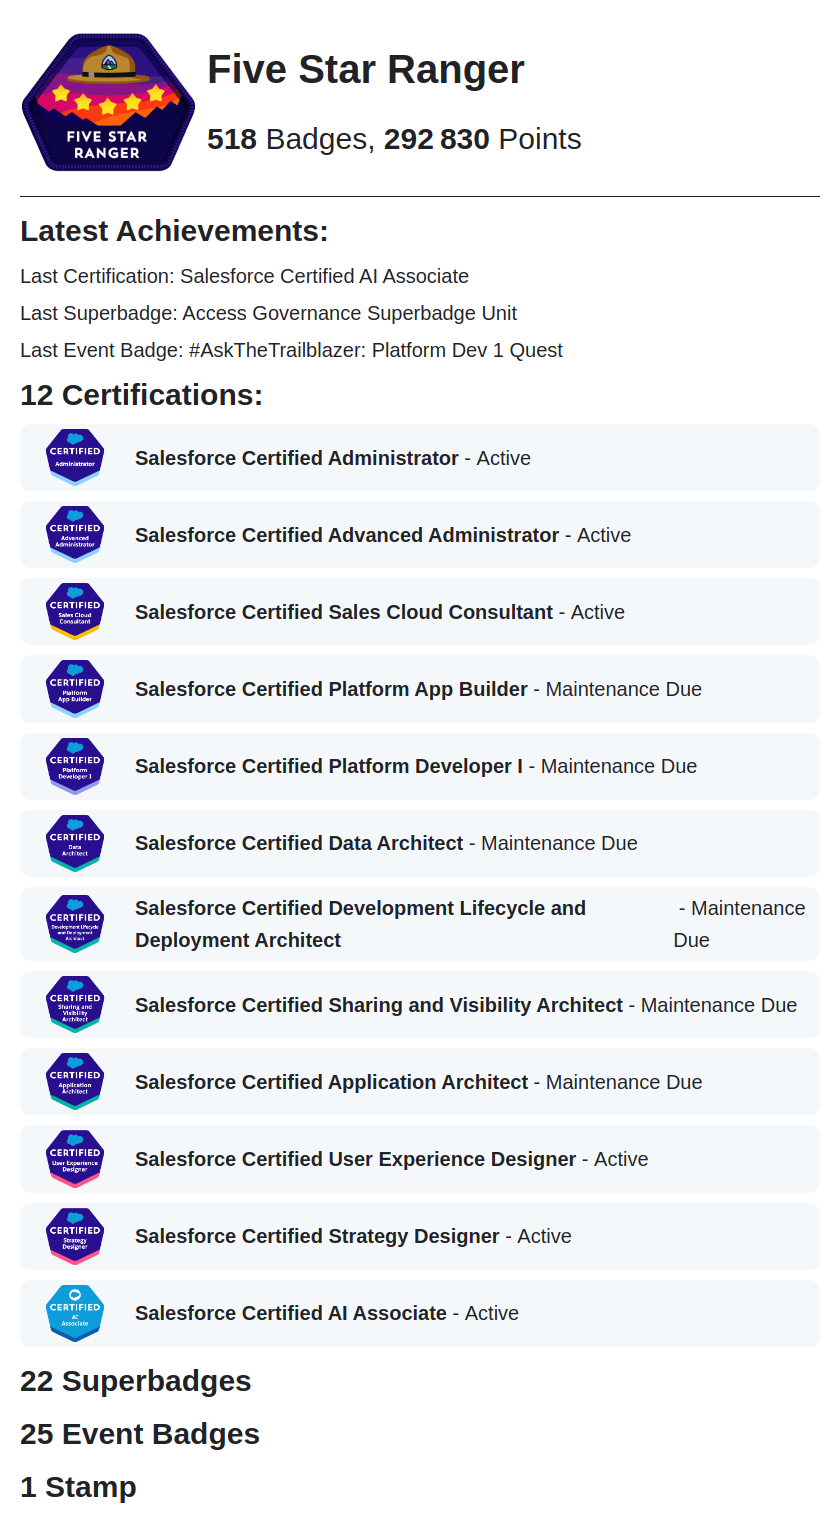 FIVE STAR
RANGER
Five Star Ranger
518 Badges, 292 830 Points
Latest Achievements:
Last Certification: Salesforce Certified AI Associate
Last Superbadge: Access Governance Superbadge Unit
Last Event Badge: #AskTheTrailblazer: Platform Dev 1 Quest
12 Certifications:
CERTIFIED
Administrator
Salesforce Certified Administrator - Active
CERTIFIED
Advanced
Administrator
Salesforce Certified Advanced Administrator - Active
CERTIFIED
Sales Cloud
Consultant
Salesforce Certified Sales Cloud Consultant - Active
CERTIFIED
Platform
App Builder
Salesforce Certified Platform App Builder - Maintenance Due
CERTIFIED
Platform
Developer I
Salesforce Certified Platform Developer I - Maintenance Due
CERTIFIED
Data
Architect
Salesforce Certified Data Architect - Maintenance Due
CERTIFIED
Development Lifecycle
and Deployment
Architect
Salesforce Certified Development Lifecycle and
Deployment Architect
- Maintenance
Due
CERTIFIED
Sharing and
Visibility
Architect
Salesforce Certified Sharing and Visibility Architect - Maintenance Due
CERTIFIED
Application
Architect
Salesforce Certified Application Architect - Maintenance Due
CERTIFIED
User Experience
Designer
Salesforce Certified User Experience Designer - Active
CERTIFIED
Strategy
Designer
Salesforce Certified Strategy Designer - Active
CERTIFIED
AI
Associate
Salesforce Certified AI Associate - Active
22 Superbadges
25 Event Badges
1 Stamp